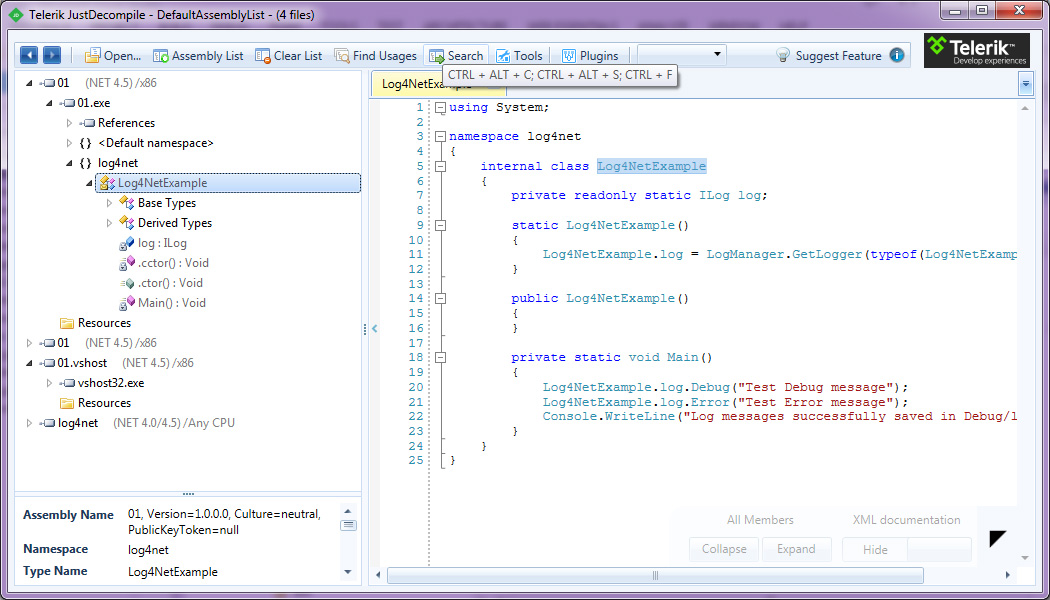 Telerik JustDecompile - DefaultAssemblyList - (4 files)
Open... Assembly List Clear List Find Usages Search Tools Plugins Suggest Feature
Telerik™
Develop experiences
CTRL + ALT + C; CTRL + ALT + S; CTRL + F
01 (NET 4.5) /x86
01.exe
References
{} <Default namespace>
{} log4net
Log4NetExample
Base Types
Derived Types
log : ILog
.cctor() : Void
.ctor() : Void
Main() : Void
Resources
01 (NET 4.5) /x86
01.vshost (NET 4.5) /x86
vshost32.exe
Resources
log4net (NET 4.0/4.5) /Any CPU
Assembly Name 01, Version=1.0.0.0, Culture=neutral,
PublicKeyToken=null
Namespace log4net
Type Name Log4NetExample
Log4NetExample
1 using System;
2
3 namespace log4net
4 {
5 internal class Log4NetExample
6 {
7 private readonly static ILog log;
8
9 static Log4NetExample()
10 {
11 Log4NetExample.log = LogManager.GetLogger(typeof(Log4NetExamp
12 }
13
14 public Log4NetExample()
15 {
16 }
17
18 private static void Main()
19 {
20 Log4NetExample.log.Debug("Test Debug message");
21 Log4NetExample.log.Error("Test Error message");
22 Console.WriteLine("Log messages successfully saved in Debug/l
23 }
24 }
25 }
All Members XML documentation
Collapse Expand Hide